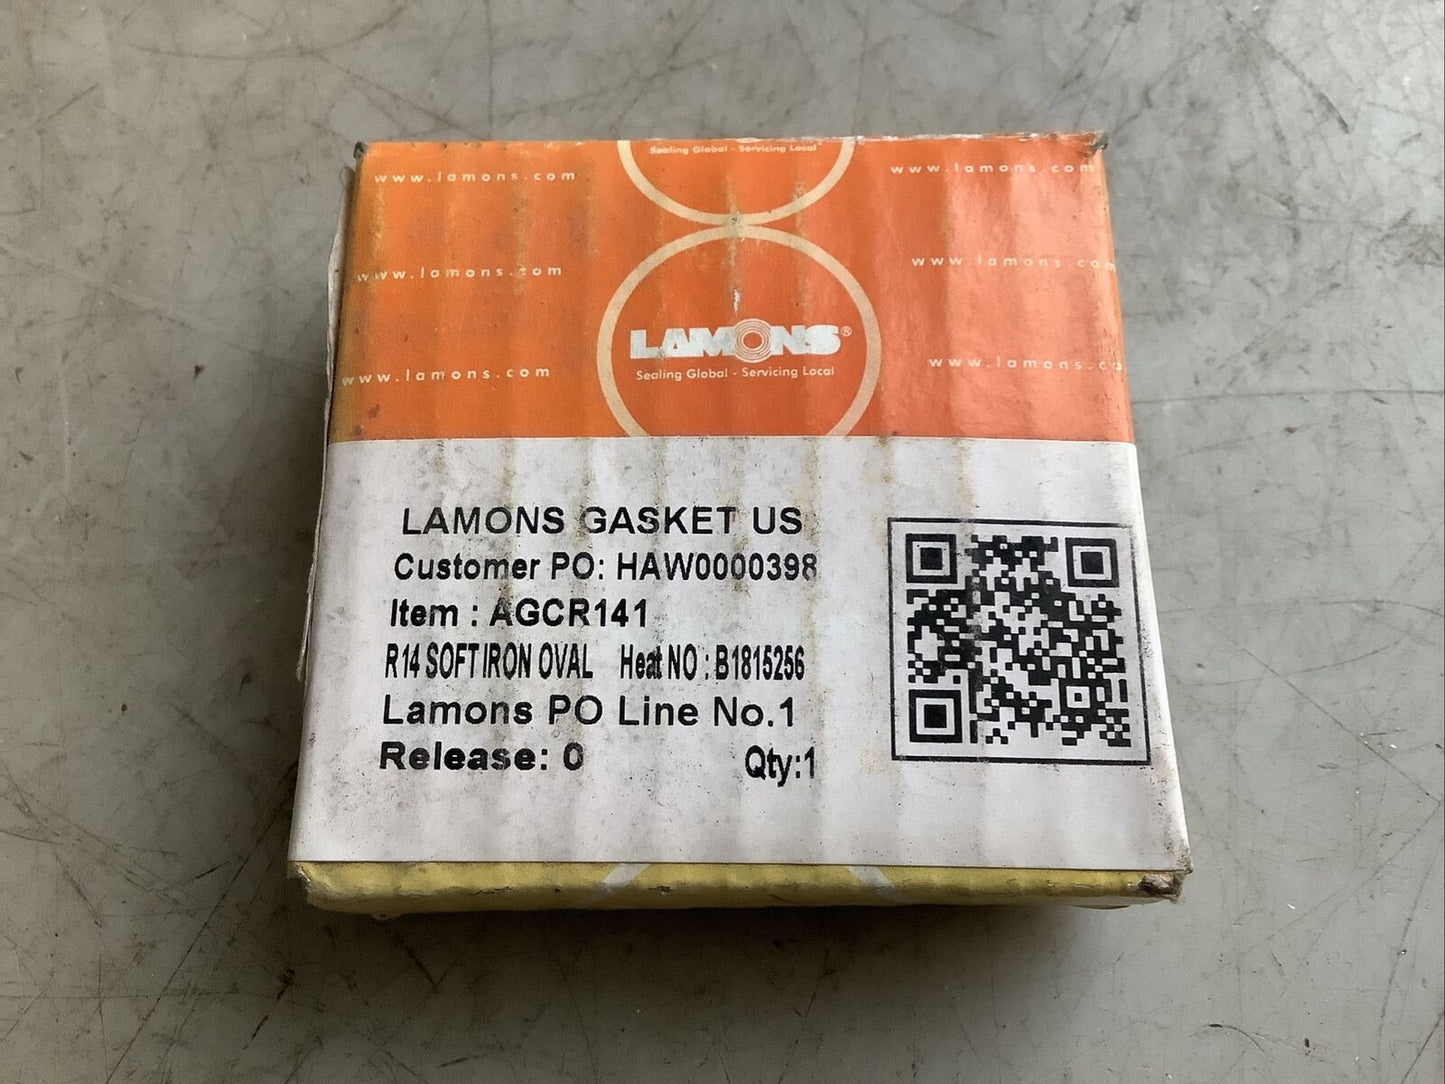 Sealing Global - Servicing Local
www.lamons.com
www.lamons.com
www.lamons.com
www.lamons.com
LAMONS®
Sealing Global - Servicing Local
www.lamons.com
www.lamons.co
LAMONS GASKET US
Customer PO: HAW0000398
Item : AGCR141
R14 SOFT IRON OVAL Heat NO : B1815256
Lamons PO Line No.1
Release: 0 Qty:1